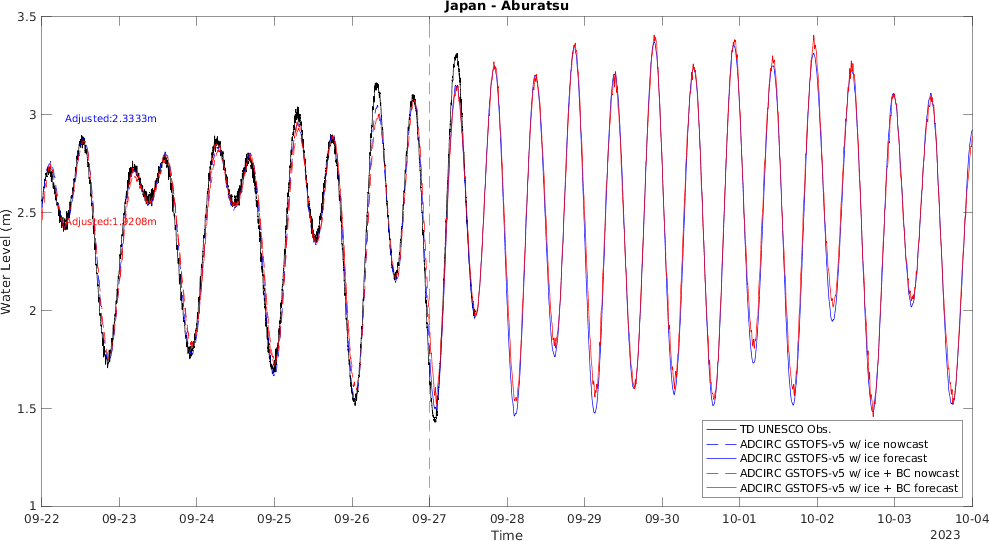 Japan - Aburatsu
3.5
3
2.5
2
1.5
1
Water Level (m)
Adjusted:2.3333m
Adjusted:1.9208m
TD UNESCO Obs.
ADCIRC GSTOFS-v5 w/ ice nowcast
ADCIRC GSTOFS-v5 w/ ice forecast
ADCIRC GSTOFS-v5 w/ ice + BC nowcast
ADCIRC GSTOFS-v5 w/ ice + BC forecast
09-22 09-23 09-24 09-25 09-26 09-27 09-28 09-29 09-30 10-01 10-02 10-03 10-04
Time
2023